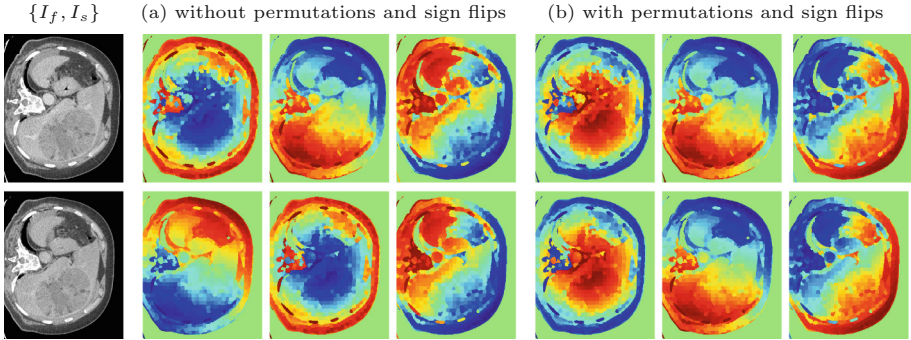 {I_f, I_s} (a) without permutations and sign flips (b) with permutations and sign flips